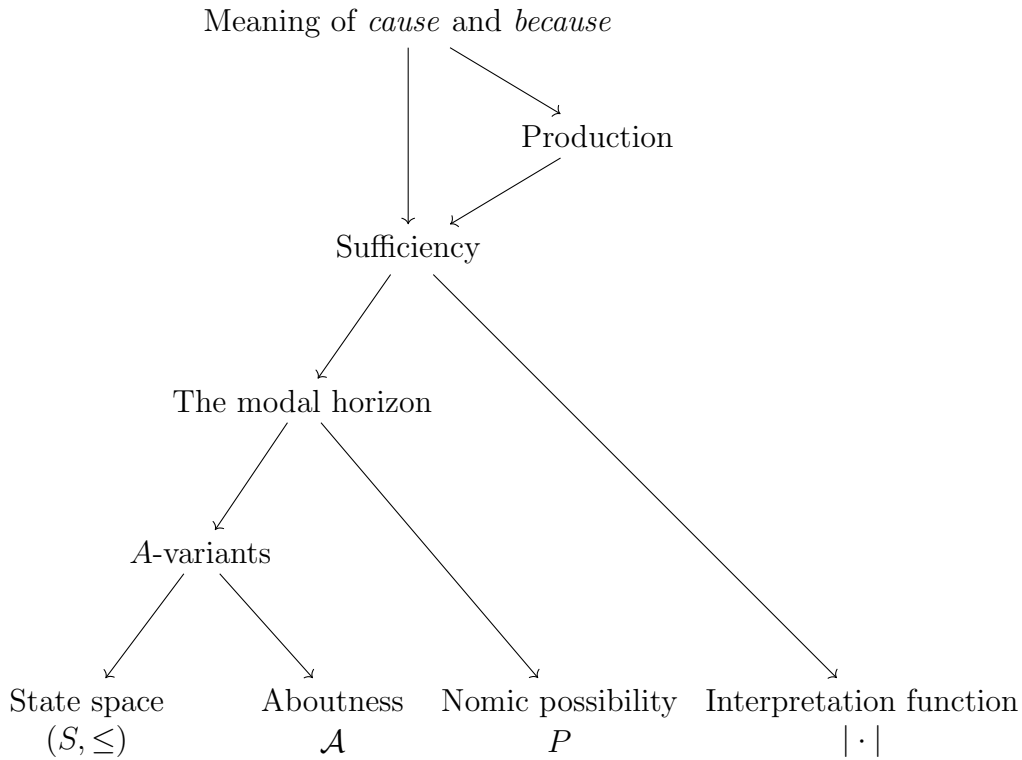 Meaning of cause and because
Production
Sufficiency
The modal horizon
A-variants
State space
(S, ≤)
Aboutness
𝒜
Nomic possibility
P
Interpretation function
| · |